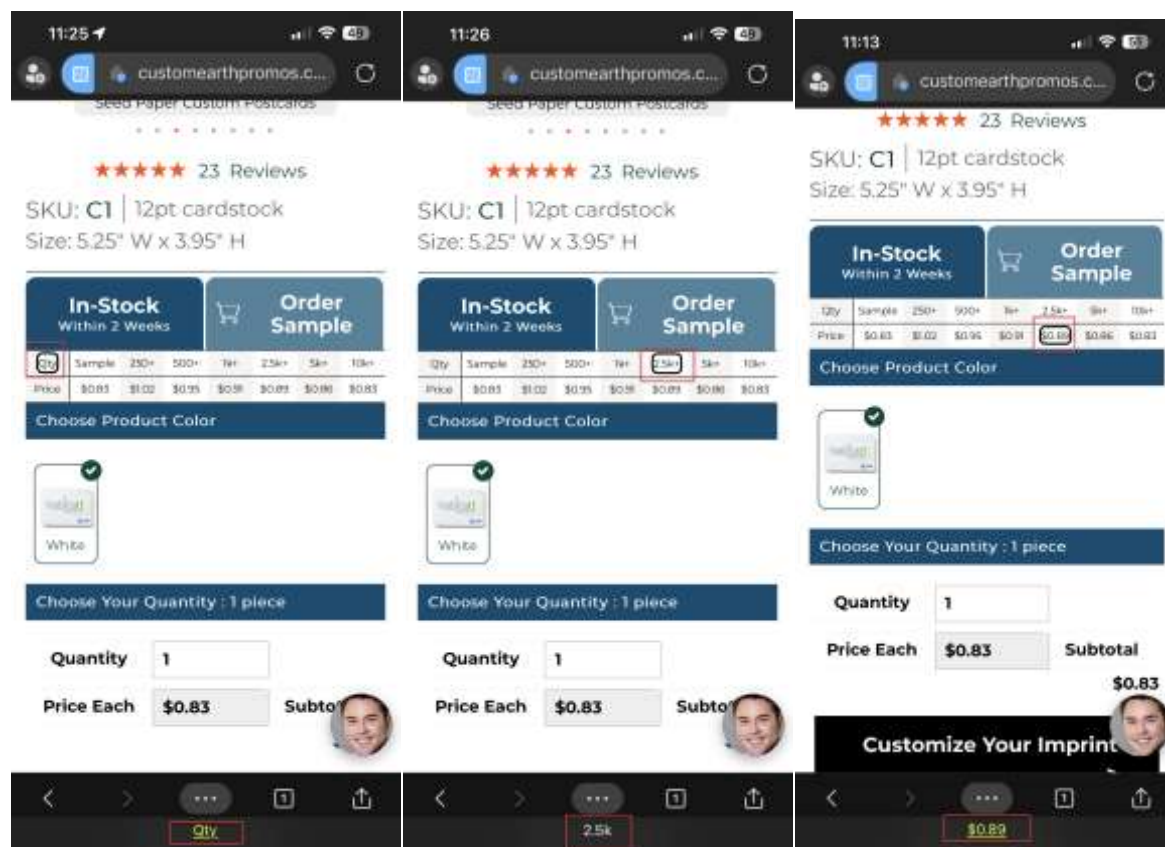 11:25
49
customearthpromos.c...
Seed Paper Custom Postcards
23 Reviews
SKU: C1 | 12pt cardstock
Size: 5.25" W x 3.95" H
In-Stock
Within 2 Weeks
Order
Sample
Qty Sample 250+ 500+ 1k+ 2.5k+ 5k+ 10k+
Price $0.83 $1.02 $0.95 $0.91 $0.89 $0.86 $0.83
Choose Product Color
White
Choose Your Quantity : 1 piece
Quantity 1
Price Each $0.83 Subto
1
Qty
11:26
49
customearthpromos.c...
Seed Paper Custom Postcards
23 Reviews
SKU: C1 | 12pt cardstock
Size: 5.25" W x 3.95" H
In-Stock
Within 2 Weeks
Order
Sample
Qty Sample 250+ 500+ 1k+ 2.5k+ 5k+ 10k+
Price $0.83 $1.02 $0.95 $0.91 $0.89 $0.86 $0.83
Choose Product Color
White
Choose Your Quantity : 1 piece
Quantity 1
Price Each $0.83 Subto
1
2.5k
11:13
customearthpromos.c...
23 Reviews
SKU: C1 | 12pt cardstock
Size: 5.25" W x 3.95" H
In-Stock
Within 2 Weeks
Order
Sample
Qty Sample 250+ 500+ 1k+ 2.5k+ 5k+ 10k+
Price $0.83 $1.02 $0.95 $0.91 $0.89 $0.86 $0.83
Choose Product Color
White
Choose Your Quantity : 1 piece
Quantity 1
Price Each $0.83 Subtotal
$0.83
Customize Your Imprint
1
$0.89